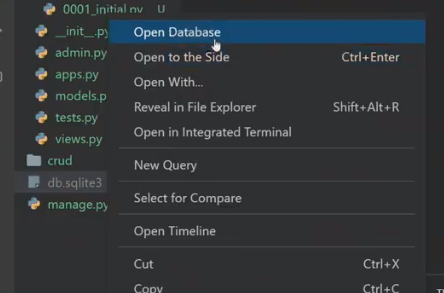 0001_initial.py U
__init__.py
admin.py
apps.py
models.p
tests.py
views.py
crud
db.sqlite3
manage.py
Open Database
Open to the Side Ctrl+Enter
Open With...
Reveal in File Explorer Shift+Alt+R
Open in Integrated Terminal
New Query
Select for Compare
Open Timeline
Cut Ctrl+X
Copy Ctrl+C